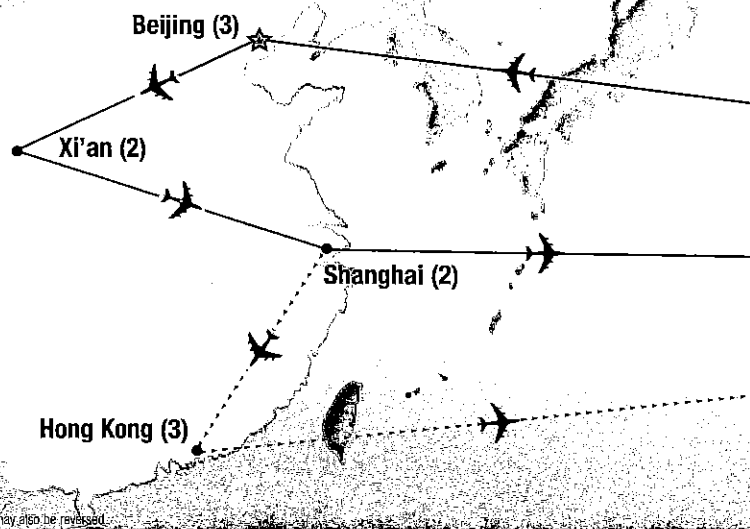 Beijing (3)
Xi'an (2)
Shanghai (2)
Hong Kong (3)
may also be reversed